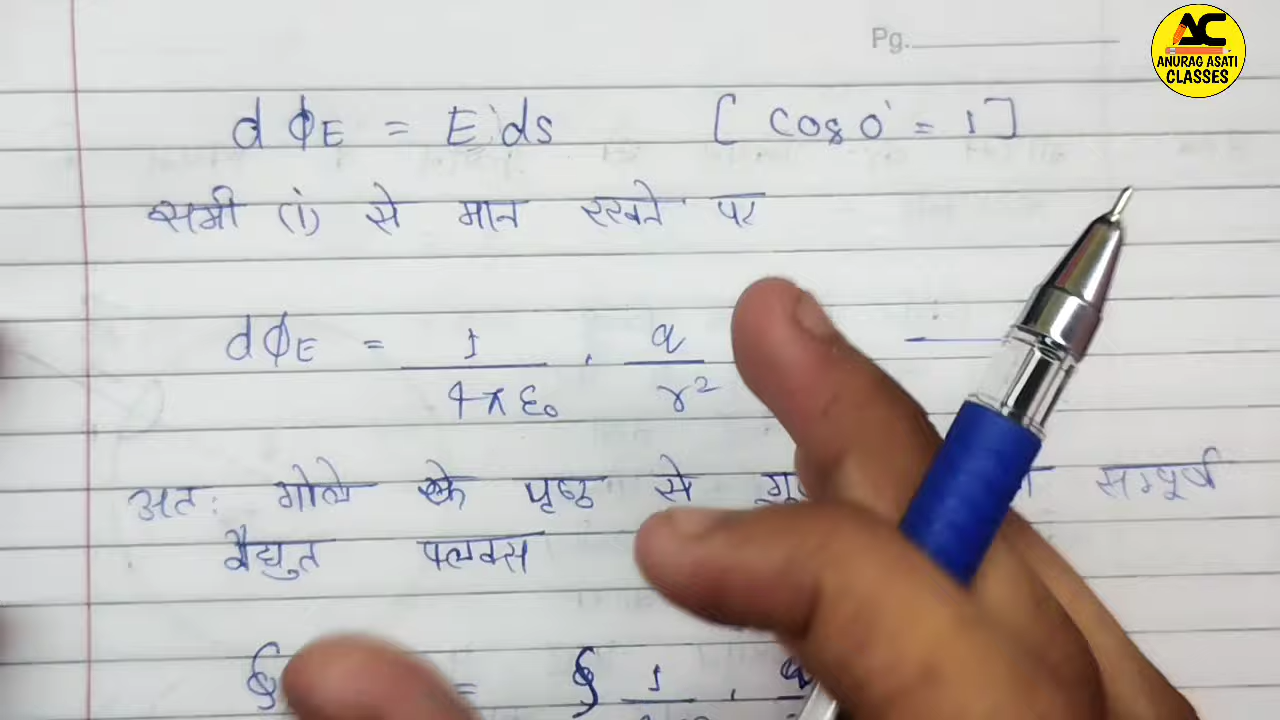 Pg.
AC
ANURAG ASATI
CLASSES
dΦE = E ds [ cos 0° = 1 ]
समी (i) से मान रखने पर
dΦE = 1/4πε₀ . q/r²
अतः गोले के पृष्ठ से सम्पूर्ण
वैद्युत फ्लक्स
∮ = ∮ 1 .